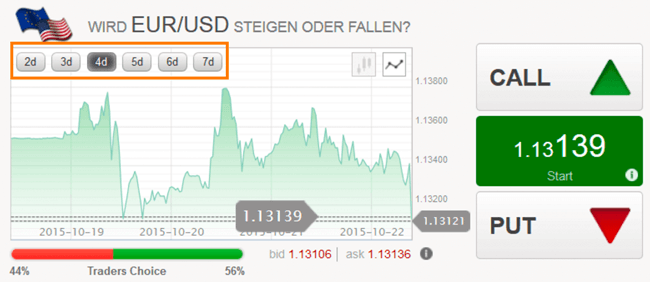 WIRD EUR/USD STEIGEN ODER FALLEN?
2d 3d 4d 5d 6d 7d
1.13800
1.13600
1.13400
1.13200
1.13139
1.13121
2015-10-19 2015-10-20 2015-10-21 2015-10-22
bid 1.13106 ask 1.13136 i
44% Traders Choice 56%
CALL
1.13139
Start i
PUT